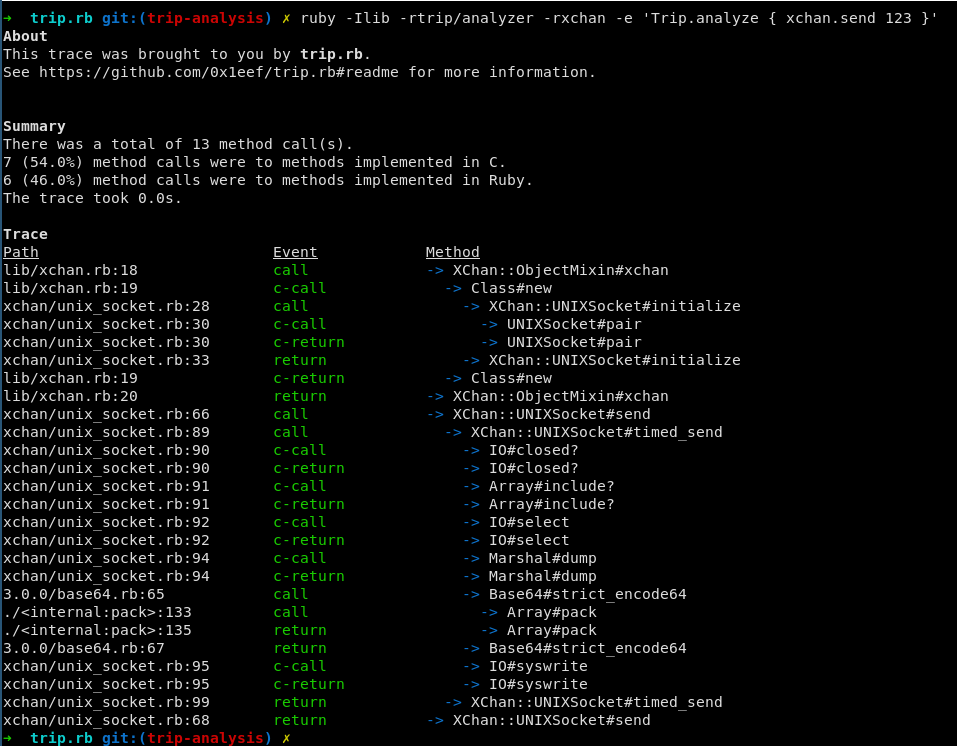 →  trip.rb git:(trip-analysis) ✗ ruby -Ilib -rtrip/analyzer -rxchan -e 'Trip.analyze { xchan.send 123 }'
About
This trace was brought to you by trip.rb.
See https://github.com/0x1eef/trip.rb#readme for more information.
Summary
There was a total of 13 method call(s).
7 (54.0%) method calls were to methods implemented in C.
6 (46.0%) method calls were to methods implemented in Ruby.
The trace took 0.0s.
Trace
Path                          Event            Method
lib/xchan.rb:18               call             -> XChan::ObjectMixin#xchan
lib/xchan.rb:19               c-call             -> Class#new
xchan/unix_socket.rb:28       call                 -> XChan::UNIXSocket#initialize
xchan/unix_socket.rb:30       c-call                 -> UNIXSocket#pair
xchan/unix_socket.rb:30       c-return               -> UNIXSocket#pair
xchan/unix_socket.rb:33       return               -> XChan::UNIXSocket#initialize
lib/xchan.rb:19               c-return           -> Class#new
lib/xchan.rb:20               return           -> XChan::ObjectMixin#xchan
xchan/unix_socket.rb:66       call             -> XChan::UNIXSocket#send
xchan/unix_socket.rb:89       call               -> XChan::UNIXSocket#timed_send
xchan/unix_socket.rb:90       c-call               -> IO#closed?
xchan/unix_socket.rb:90       c-return             -> IO#closed?
xchan/unix_socket.rb:91       c-call               -> Array#include?
xchan/unix_socket.rb:91       c-return             -> Array#include?
xchan/unix_socket.rb:92       c-call               -> IO#select
xchan/unix_socket.rb:92       c-return             -> IO#select
xchan/unix_socket.rb:94       c-call               -> Marshal#dump
xchan/unix_socket.rb:94       c-return             -> Marshal#dump
3.0.0/base64.rb:65            call                 -> Base64#strict_encode64
./<internal:pack>:133         call                   -> Array#pack
./<internal:pack>:135         return                 -> Array#pack
3.0.0/base64.rb:67            return               -> Base64#strict_encode64
xchan/unix_socket.rb:95       c-call               -> IO#syswrite
xchan/unix_socket.rb:95       c-return             -> IO#syswrite
xchan/unix_socket.rb:99       return             -> XChan::UNIXSocket#timed_send
xchan/unix_socket.rb:68       return           -> XChan::UNIXSocket#send
→  trip.rb git:(trip-analysis) ✗